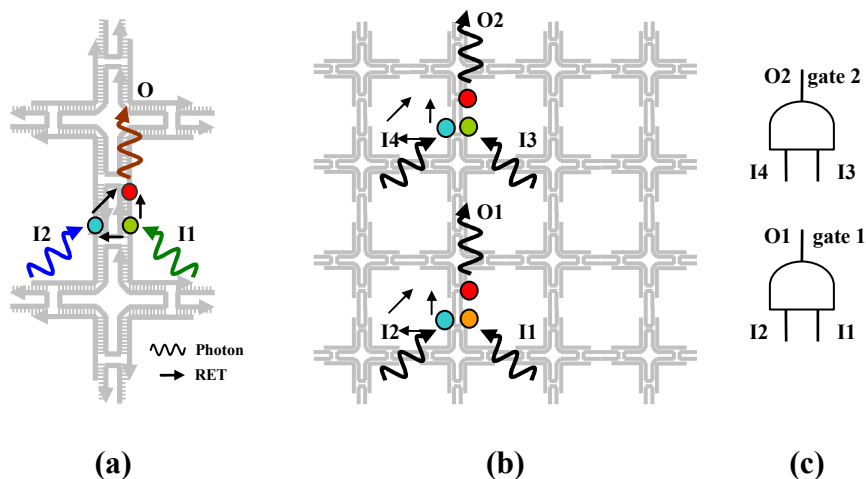 O
I2
I1
Photon
RET
(a)
O2
I4
I3
O1
I2
I1
(b)
O2 gate 2
I4 I3
O1 gate 1
I2 I1
(c)